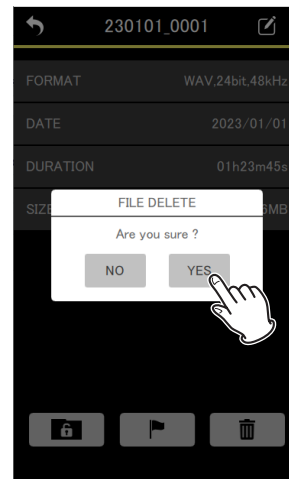 230101_0001
FORMAT WAV,24bit,48kHz
DATE 2023/01/01
DURATION 01h23m45s
FILE DELETE
Are you sure ?
NO YES